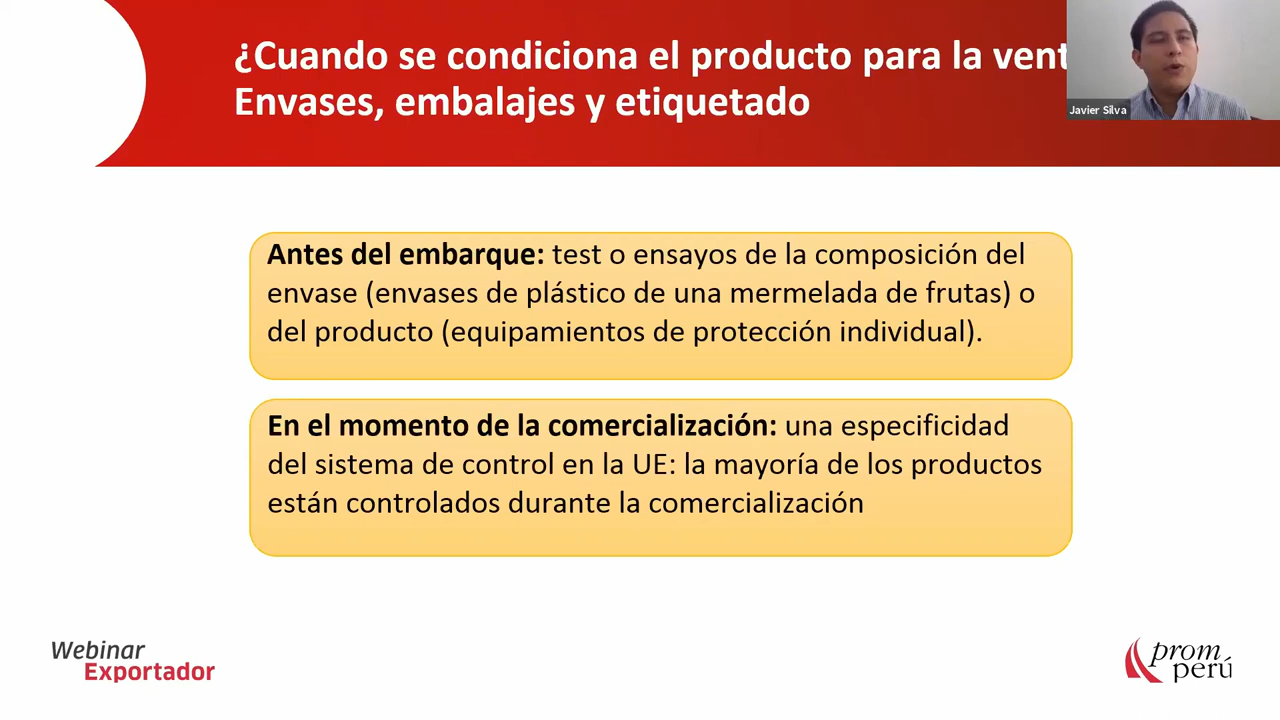 ¿Cuando se condiciona el producto para la vent
Envases, embalajes y etiquetado
Javier Silva
Antes del embarque: test o ensayos de la composición del
envase (envases de plástico de una mermelada de frutas) o
del producto (equipamientos de protección individual).
En el momento de la comercialización: una especificidad
del sistema de control en la UE: la mayoría de los productos
están controlados durante la comercialización
Webinar
Exportador
prom
perú